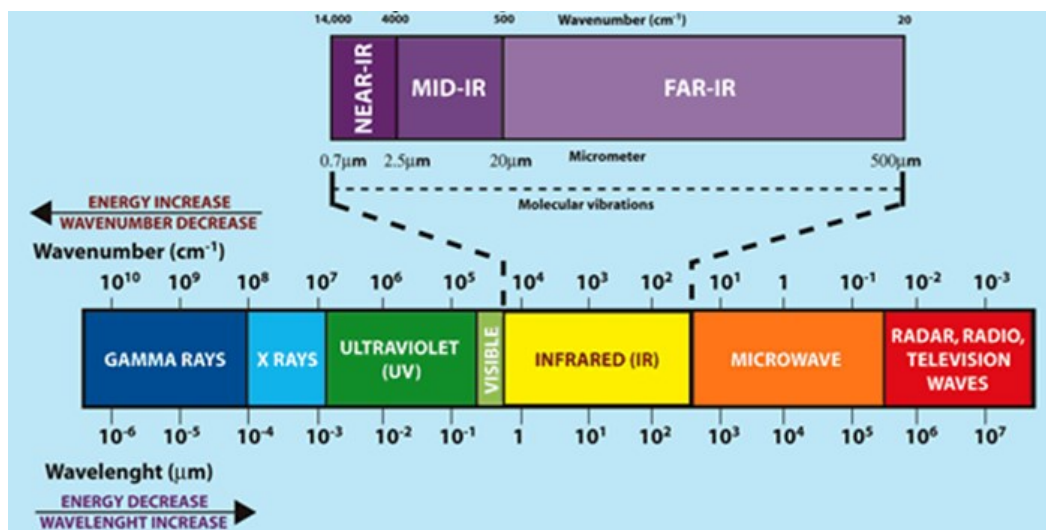 14,000 4000 500 Wavenumber (cm⁻¹) 20
NEAR-IR MID-IR FAR-IR
0.7μm 2.5μm 20μm Micrometer 500μm
Molecular vibrations
ENERGY INCREASE
WAVENUMBER DECREASE
Wavenumber (cm⁻¹)
10¹⁰ 10⁹ 10⁸ 10⁷ 10⁶ 10⁵ 10⁴ 10³ 10² 10¹ 1 10⁻¹ 10⁻² 10⁻³
GAMMA RAYS X RAYS ULTRAVIOLET (UV) VISIBLE INFRARED (IR) MICROWAVE RADAR, RADIO, TELEVISION WAVES
10⁻⁶ 10⁻⁵ 10⁻⁴ 10⁻³ 10⁻² 10⁻¹ 1 10¹ 10² 10³ 10⁴ 10⁵ 10⁶ 10⁷
Wavelenght (μm)
ENERGY DECREASE
WAVELENGHT INCREASE